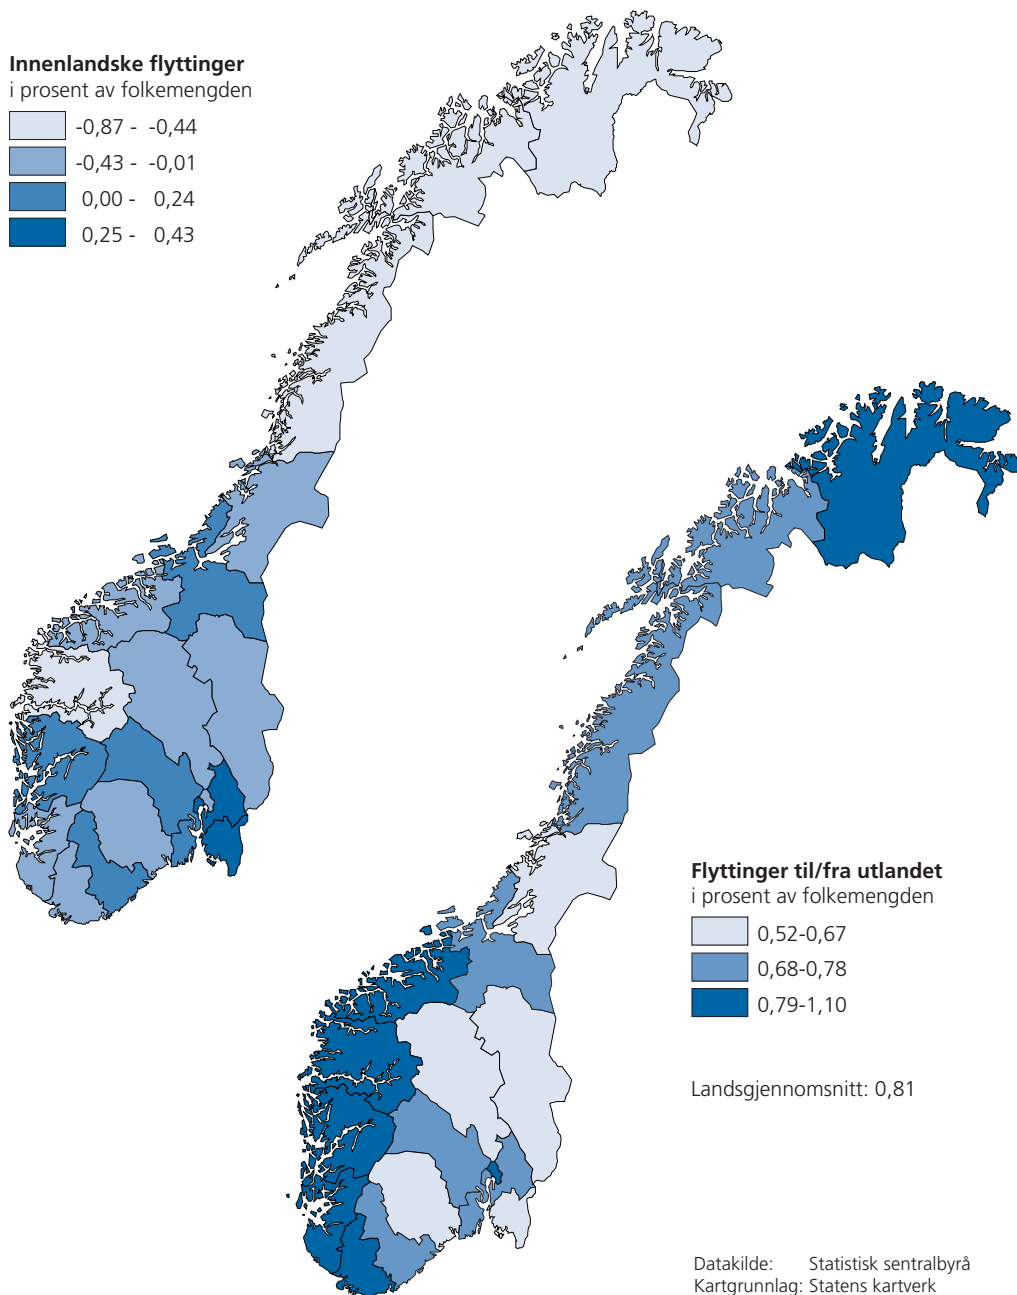 Innenlandske flyttinger
i prosent av folkemengden
-0,87 - -0,44
-0,43 - -0,01
0,00 - 0,24
0,25 - 0,43
Flyttinger til/fra utlandet
i prosent av folkemengden
0,52-0,67
0,68-0,78
0,79-1,10
Landsgjennomsnitt: 0,81
Datakilde: Statistisk sentralbyrå
Kartgrunnlag: Statens kartverk